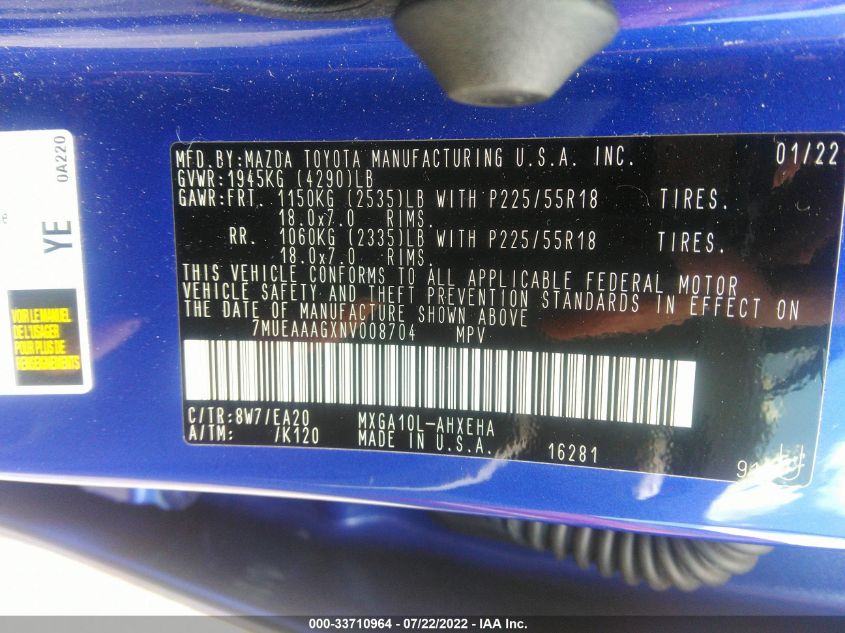 0A220
YE
VOIR LE MANUEL
DE L'USAGER
POUR PLUS DE
RENSEIGNEMENTS
MFD.BY:MAZDA TOYOTA MANUFACTURING U.S.A. INC. 01/22
GVWR:1945KG (4290)LB
GAWR:FRT. 1150KG (2535)LB WITH P225/55R18 TIRES.
18.0x7.0 RIMS.
RR. 1060KG (2335)LB WITH P225/55R18 TIRES.
18.0x7.0 RIMS.
THIS VEHICLE CONFORMS TO ALL APPLICABLE FEDERAL MOTOR
VEHICLE SAFETY AND THEFT PREVENTION STANDARDS IN EFFECT ON
THE DATE OF MANUFACTURE SHOWN ABOVE
7MUEAAAGXNV008704 MPV
C/TR:8W7/EA20 MXGA10L-AHXEHA
A/TM: /K120 MADE IN U.S.A. 16281
000-33710964 - 07/22/2022 - IAA Inc.